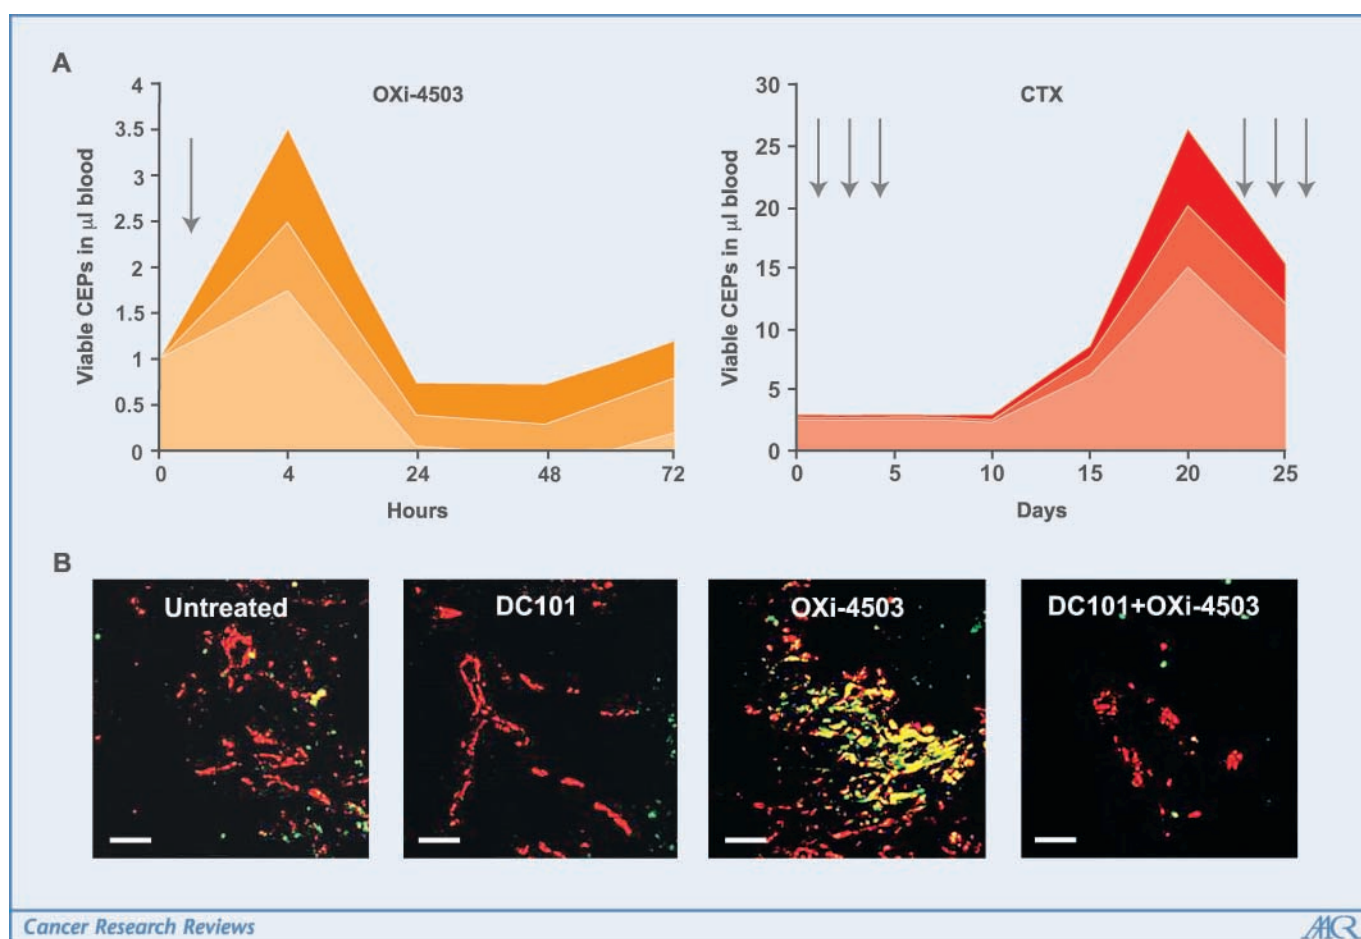 A
OXi-4503
Viable CEPs in µl blood
4
3.5
3
2.5
2
1.5
1
0.5
0
0 4 24 48 72
Hours
CTX
Viable CEPs in µl blood
30
25
20
15
10
5
0
0 5 10 15 20 25
Days
B
Untreated
DC101
OXi-4503
DC101+OXi-4503
Cancer Research Reviews
AACR